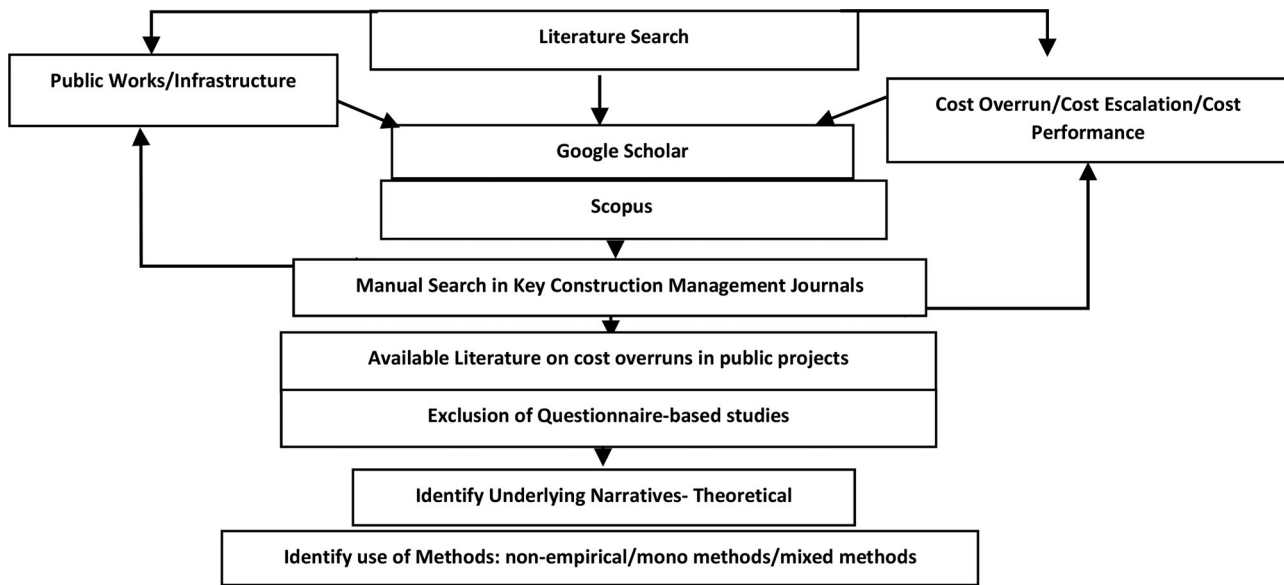 Literature Search
Public Works/Infrastructure
Cost Overrun/Cost Escalation/Cost
Performance
Google Scholar
Scopus
Manual Search in Key Construction Management Journals
Available Literature on cost overruns in public projects
Exclusion of Questionnaire-based studies
Identify Underlying Narratives- Theoretical
Identify use of Methods: non-empirical/mono methods/mixed methods